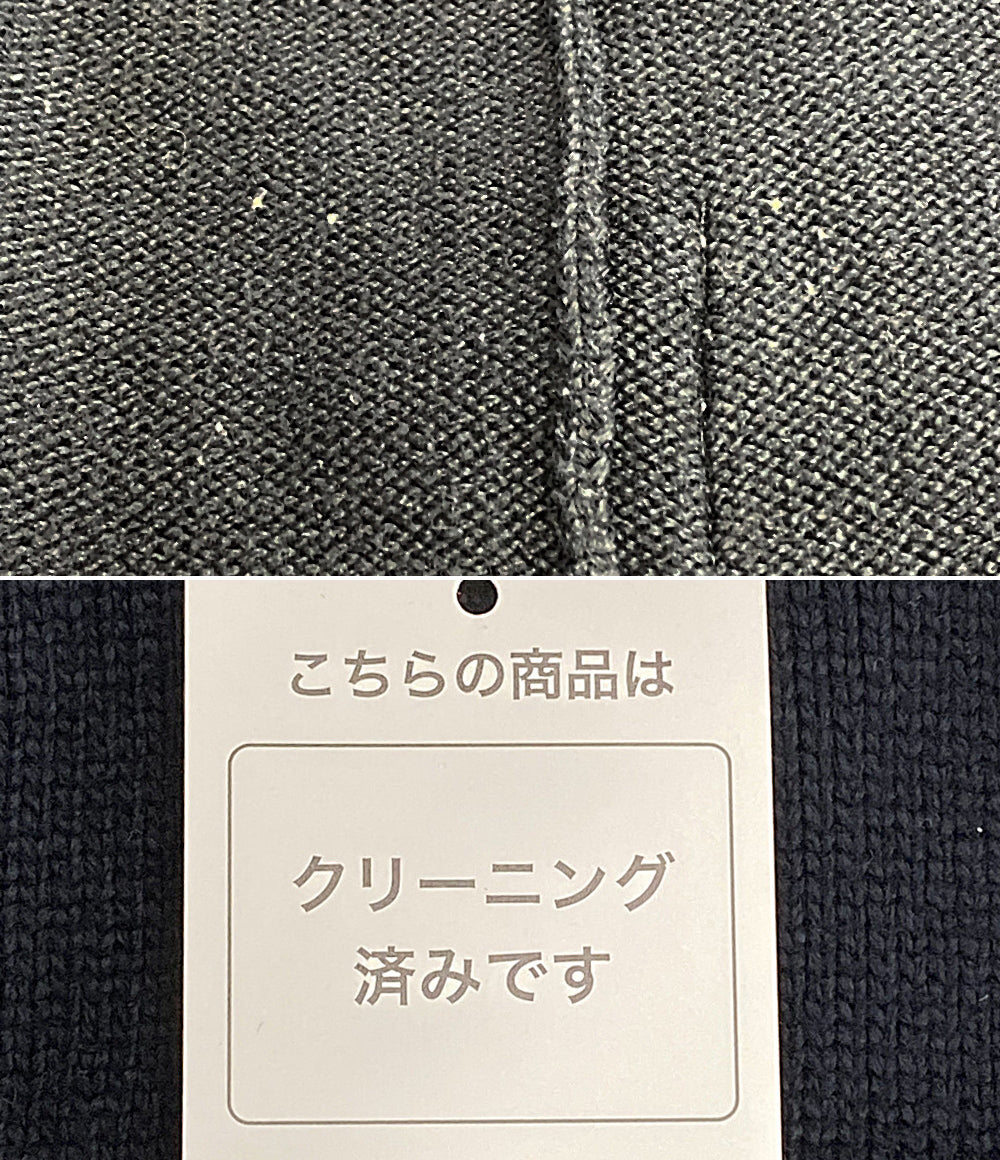 こちらの商品は
クリーニング
済みです